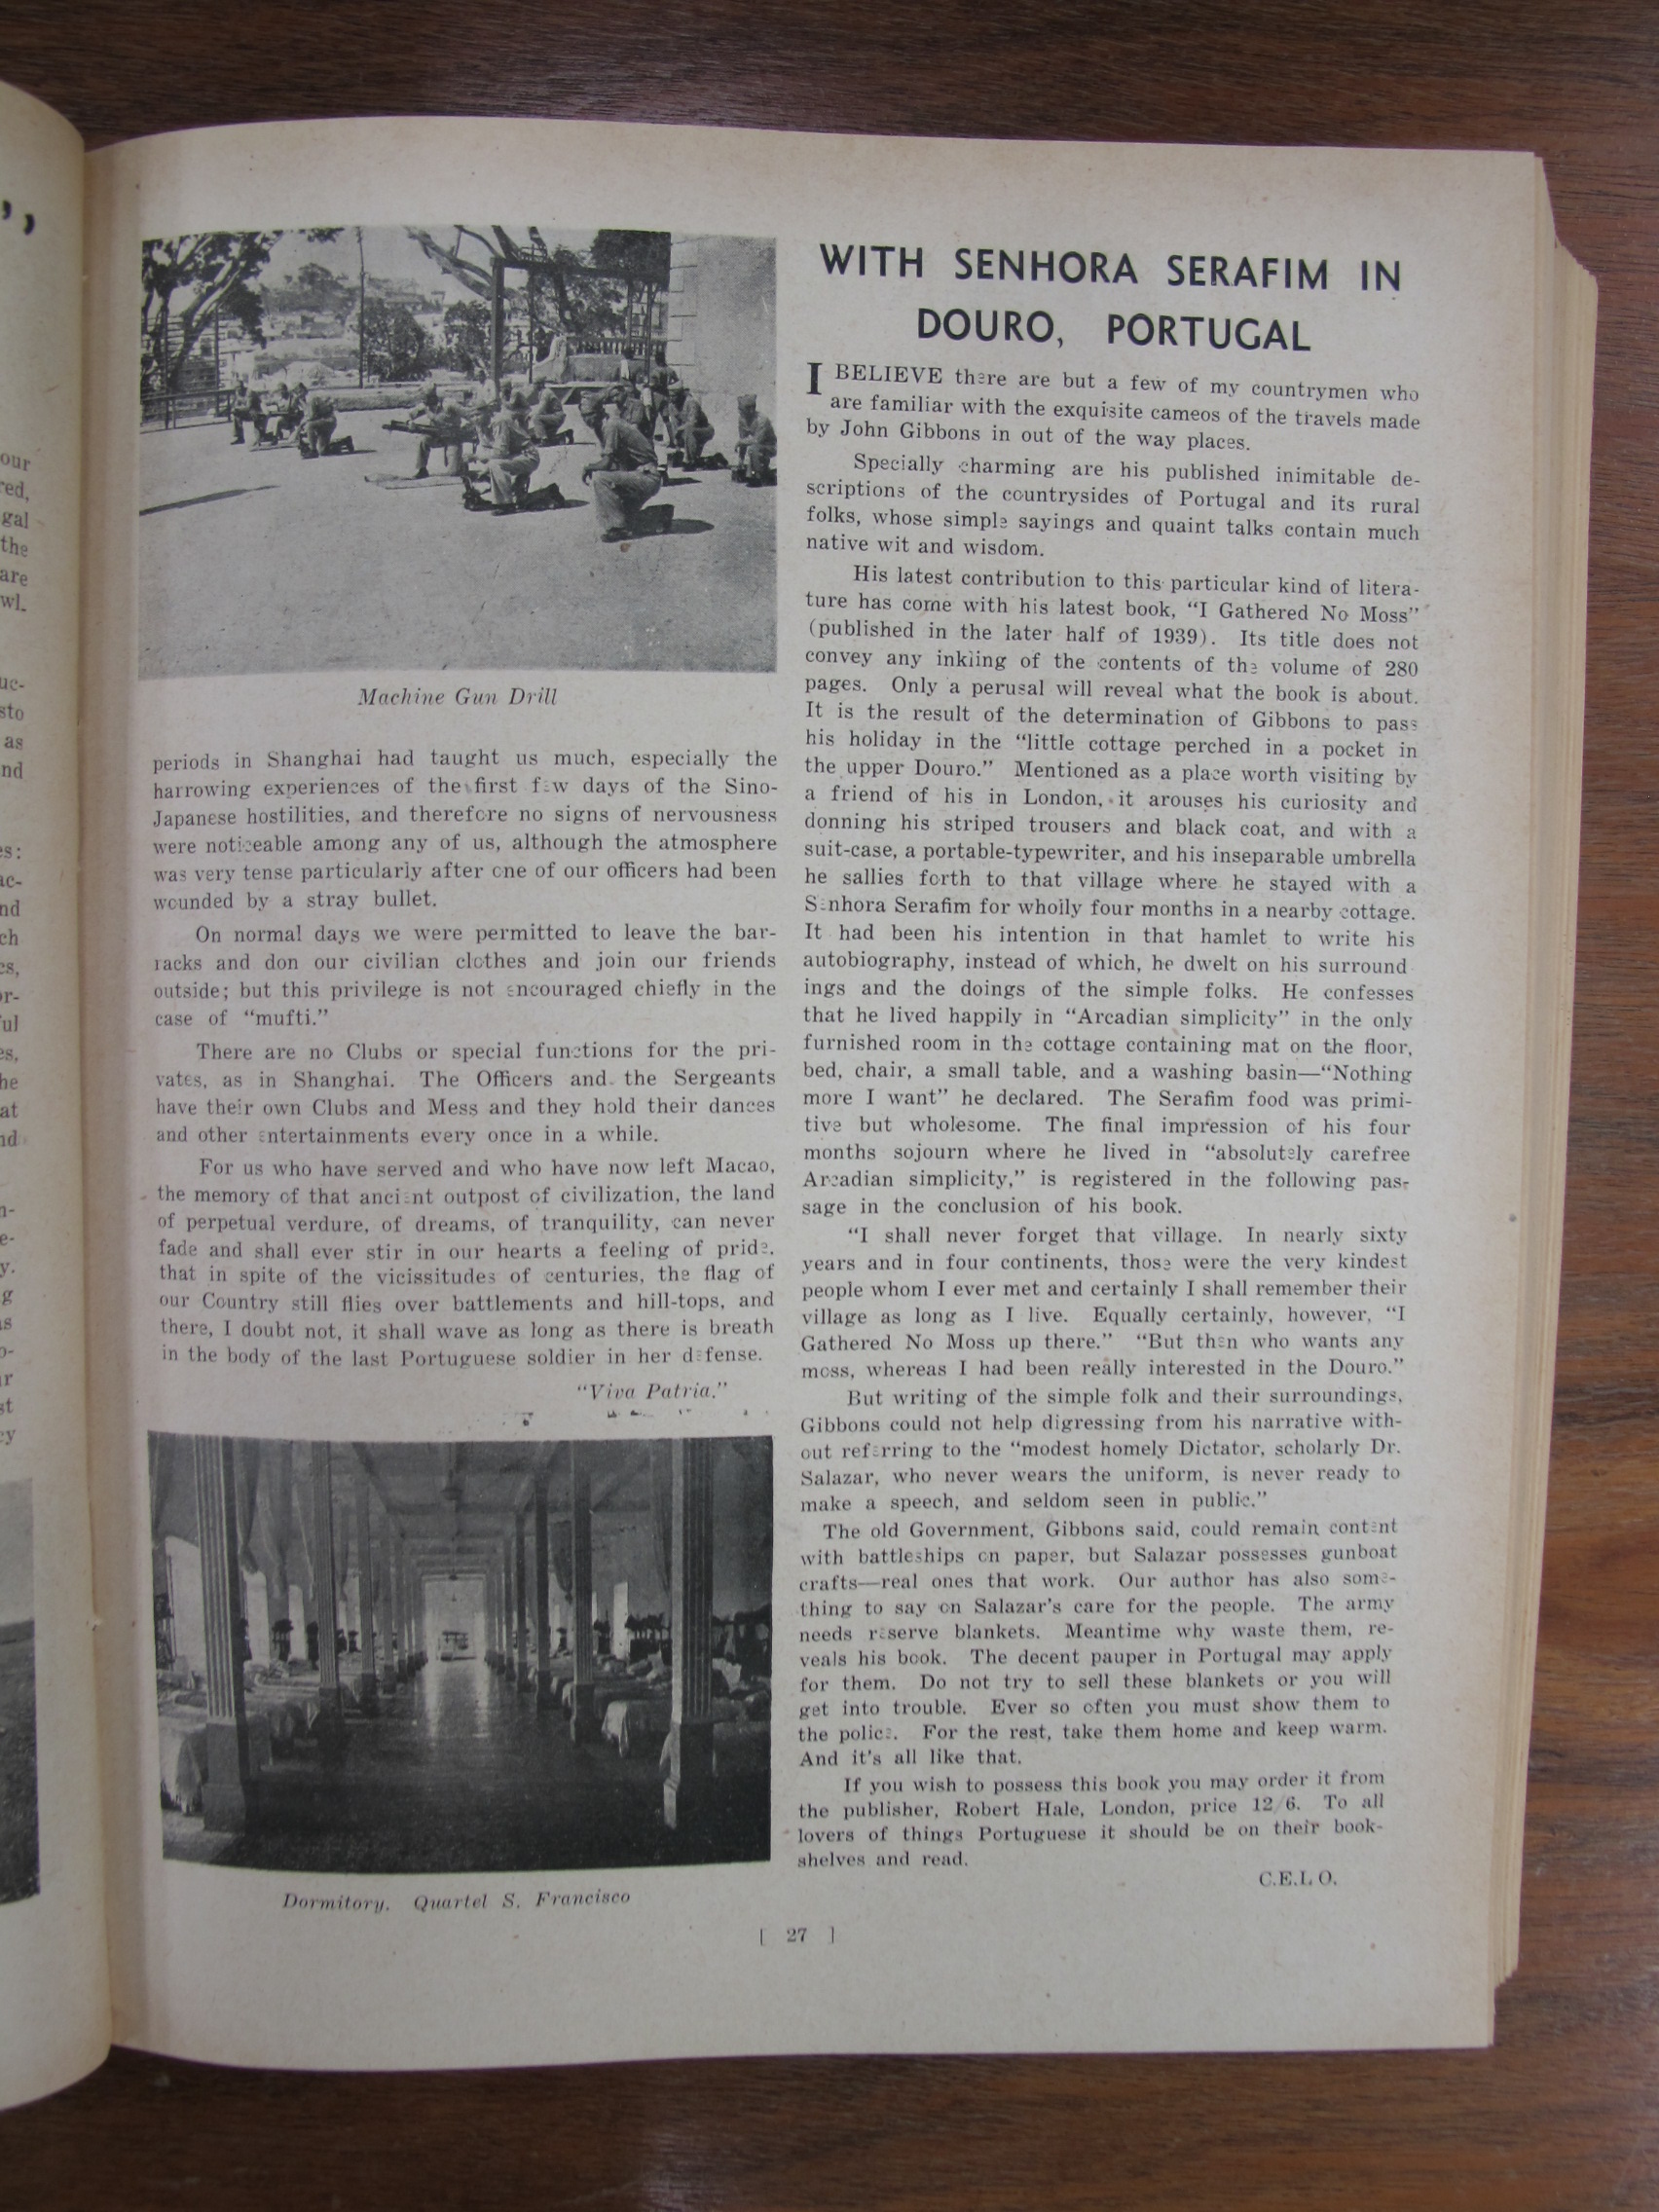 Machine Gun Drill
periods in Shanghai had taught us much, especially the
harrowing experiences of the first few days of the Sino-
Japanese hostilities, and therefore no signs of nervousness
were noticeable among any of us, although the atmosphere
was very tense particularly after one of our officers had been
wounded by a stray bullet.
On normal days we were permitted to leave the bar-
racks and don our civilian clothes and join our friends
outside; but this privilege is not encouraged chiefly in the
case of “mufti.”
There are no Clubs or special functions for the pri-
vates, as in Shanghai. The Officers and the Sergeants
have their own Clubs and Mess and they hold their dances
and other entertainments every once in a while.
For us who have served and who have now left Macao,
the memory of that ancient outpost of civilization, the land
of perpetual verdure, of dreams, of tranquility, can never
fade and shall ever stir in our hearts a feeling of pride,
that in spite of the vicissitudes of centuries, the flag of
our Country still flies over battlements and hill-tops, and
there, I doubt not, it shall wave as long as there is breath
in the body of the last Portuguese soldier in her defense.
“Viva Patria.”
Dormitory. Quartel S. Francisco
WITH SENHORA SERAFIM IN
DOURO, PORTUGAL
I BELIEVE there are but a few of my countrymen who
are familiar with the exquisite cameos of the travels made
by John Gibbons in out of the way places.
Specially charming are his published inimitable de-
scriptions of the countrysides of Portugal and its rural
folks, whose simple sayings and quaint talks contain much
native wit and wisdom.
His latest contribution to this particular kind of litera-
ture has come with his latest book, “I Gathered No Moss”
(published in the later half of 1939). Its title does not
convey any inkling of the contents of the volume of 280
pages. Only a perusal will reveal what the book is about.
It is the result of the determination of Gibbons to pass
his holiday in the “little cottage perched in a pocket in
the upper Douro.” Mentioned as a place worth visiting by
a friend of his in London, it arouses his curiosity and
donning his striped trousers and black coat, and with a
suit-case, a portable-typewriter, and his inseparable umbrella
he sallies forth to that village where he stayed with a
Senhora Serafim for wholly four months in a nearby cottage.
It had been his intention in that hamlet to write his
autobiography, instead of which, he dwelt on his surround-
ings and the doings of the simple folks. He confesses
that he lived happily in “Arcadian simplicity” in the only
furnished room in the cottage containing mat on the floor,
bed, chair, a small table, and a washing basin—“Nothing
more I want” he declared. The Serafim food was primi-
tive but wholesome. The final impression of his four
months sojourn where he lived in “absolutely carefree
Arcadian simplicity,” is registered in the following pas-
sage in the conclusion of his book.
“I shall never forget that village. In nearly sixty
years and in four continents, those were the very kindest
people whom I ever met and certainly I shall remember their
village as long as I live. Equally certainly, however, “I
Gathered No Moss up there.” “But then who wants any
moss, whereas I had been really interested in the Douro.”
But writing of the simple folk and their surroundings,
Gibbons could not help digressing from his narrative with-
out referring to the “modest homely Dictator, scholarly Dr.
Salazar, who never wears the uniform, is never ready to
make a speech, and seldom seen in public.”
The old Government, Gibbons said, could remain content
with battleships on paper, but Salazar possesses gunboat
crafts—real ones that work. Our author has also some-
thing to say on Salazar's care for the people. The army
needs reserve blankets. Meantime why waste them, re-
veals his book. The decent pauper in Portugal may apply
for them. Do not try to sell these blankets or you will
get into trouble. Ever so often you must show them to
the police. For the rest, take them home and keep warm.
And it's all like that.
If you wish to possess this book you may order it from
the publisher, Robert Hale, London, price 12/6. To all
lovers of things Portuguese it should be on their book-
shelves and read.
C.E.L O.
[ 27 ]